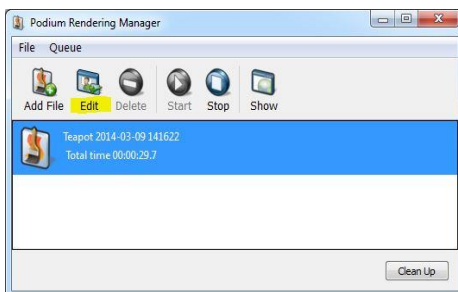 Podium Rendering Manager
File Queue
Add File Edit Delete Start Stop Show
Teapot 2014-03-09 141622
Total time 00:00:29.7
Clean Up